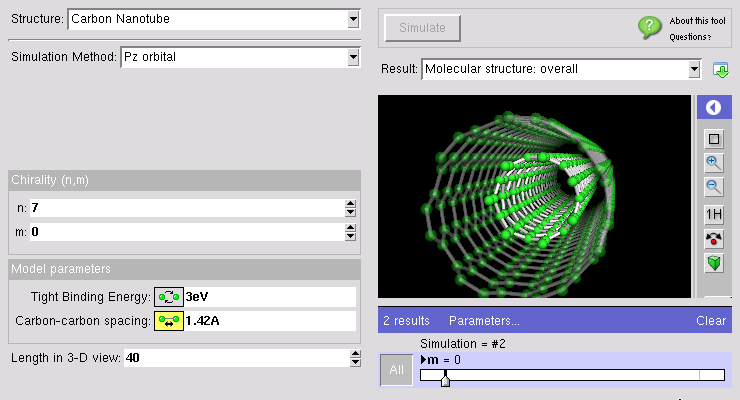 Structure: Carbon Nanotube
Simulation Method: Pz orbital
Chirality (n,m)
n: 7
m: 0
Model parameters
Tight Binding Energy: 3eV
Carbon-carbon spacing: 1.42A
Length in 3-D view: 40
Simulate
About this tool
Questions?
Result: Molecular structure: overall
1H
2 results Parameters... Clear
Simulation = #2
All
m = 0